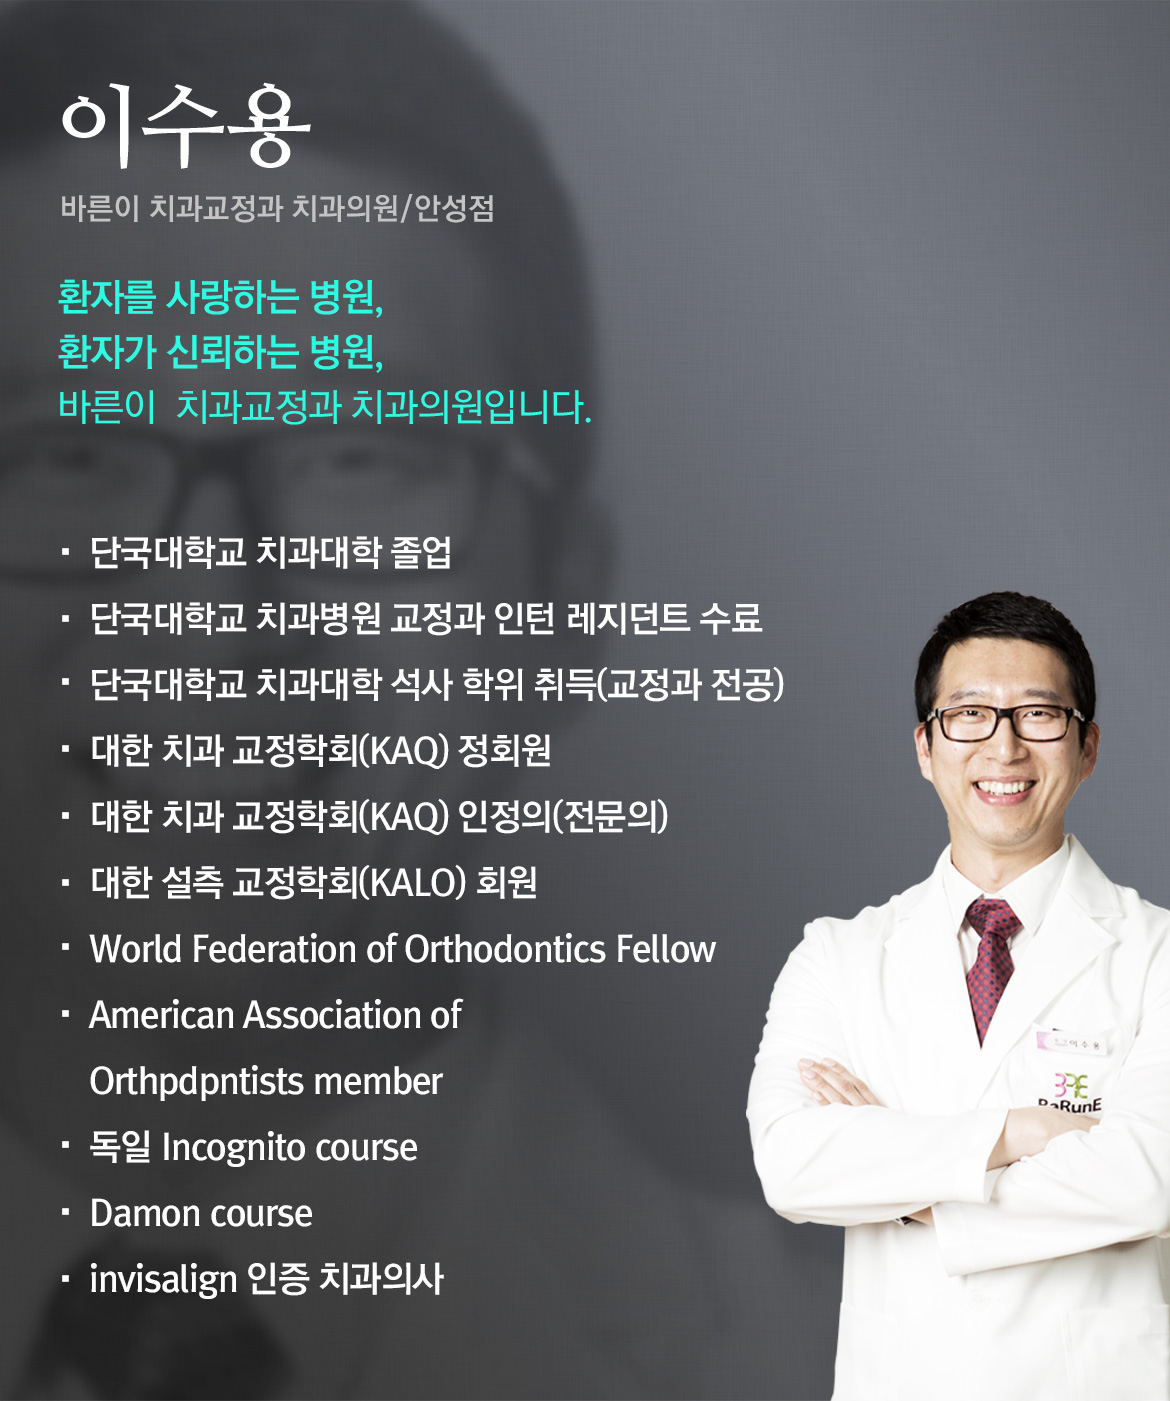 이수용
바른이 치과교정과 치과의원/안성점
환자를 사랑하는 병원,
환자가 신뢰하는 병원,
바른이 치과교정과 치과의원입니다.
· 단국대학교 치과대학 졸업
· 단국대학교 치과병원 교정과 인턴 레지던트 수료
· 단국대학교 치과대학 석사 학위 취득(교정과 전공)
· 대한 치과 교정학회(KAQ) 정회원
· 대한 치과 교정학회(KAQ) 인정의(전문의)
· 대한 설측 교정학회(KALO) 회원
· World Federation of Orthodontics Fellow
· American Association of
Orthpdpntists member
· 독일 Incognito course
· Damon course
· invisalign 인증 치과의사
이수용
BaRunE